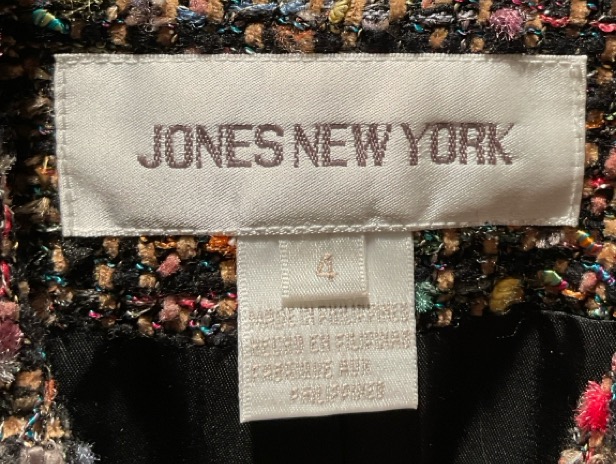 JONES NEW YORK
4
MADE IN PHILIPPINES
HECHO EN FILIPINAS
FABRIQUE AUX
PHILIPPINES